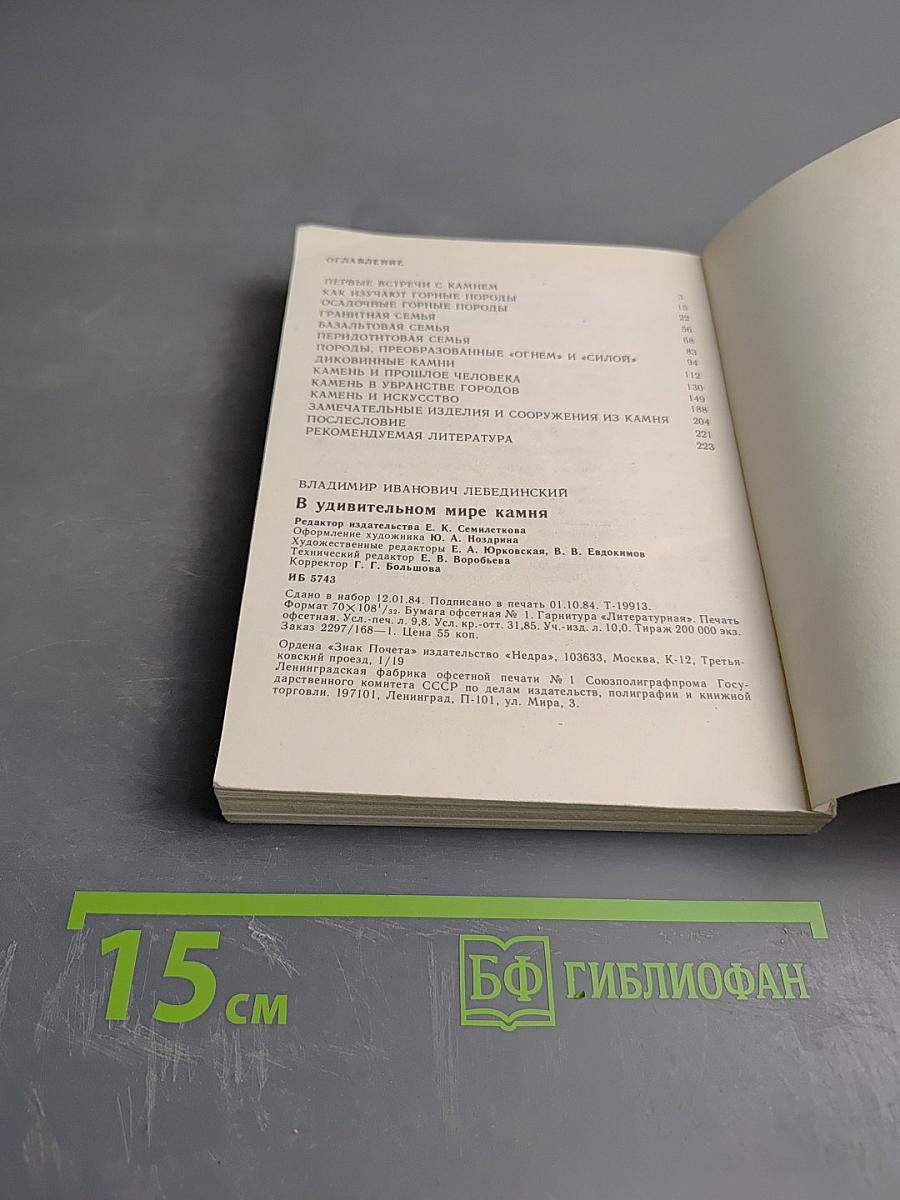 ОГЛАВЛЕНИЕ
ПЕРВЫЕ ВСТРЕЧИ С КАМНЕМ 3
КАК ИЗУЧАЮТ ГОРНЫЕ ПОРОДЫ 15
ОСАДОЧНЫЕ ГОРНЫЕ ПОРОДЫ 22
ГРАНИТНАЯ СЕМЬЯ 56
БАЗАЛЬТОВАЯ СЕМЬЯ 68
ПЕРИДОТИТОВАЯ СЕМЬЯ 83
ПОРОДЫ, ПРЕОБРАЗОВАННЫЕ «ОГНЕМ» И «СИЛОЙ» 94
ДИКОВИННЫЕ КАМНИ 112
КАМЕНЬ И ПРОШЛОЕ ЧЕЛОВЕКА 130
КАМЕНЬ В УБРАНСТВЕ ГОРОДОВ 149
КАМЕНЬ И ИСКУССТВО 188
ЗАМЕЧАТЕЛЬНЫЕ ИЗДЕЛИЯ И СООРУЖЕНИЯ ИЗ КАМНЯ 204
ПОСЛЕСЛОВИЕ 221
РЕКОМЕНДУЕМАЯ ЛИТЕРАТУРА 223
ВЛАДИМИР ИВАНОВИЧ ЛЕБЕДИНСКИЙ
В удивительном мире камня
Редактор издательства Е. К. Семилеткова
Оформление художника Ю. А. Ноздрина
Художественные редакторы Е. А. Юрковская, В. В. Евдокимов
Технический редактор Е. В. Воробьева
Корректор Г. Г. Большова
ИБ 5743
Сдано в набор 12.01.84. Подписано в печать 01.10.84. Т-19913.
Формат 70×108¹/₃₂. Бумага офсетная № 1. Гарнитура «Литературная». Печать
офсетная. Усл.-печ. л. 9,8. Усл. кр.-отт. 31,85. Уч.-изд. л. 10,0. Тираж 200 000 экз.
Заказ 2297/168—1. Цена 55 коп.
Ордена «Знак Почета» издательство «Недра», 103633, Москва, К-12, Третья-
ковский проезд, 1/19
Ленинградская фабрика офсетной печати № 1 Союзполиграфпрома Госу-
дарственного комитета СССР по делам издательств, полиграфии и книжной
торговли. 197101, Ленинград, П-101, ул. Мира, 3.
15 см
БФ ГИБЛИОФАН